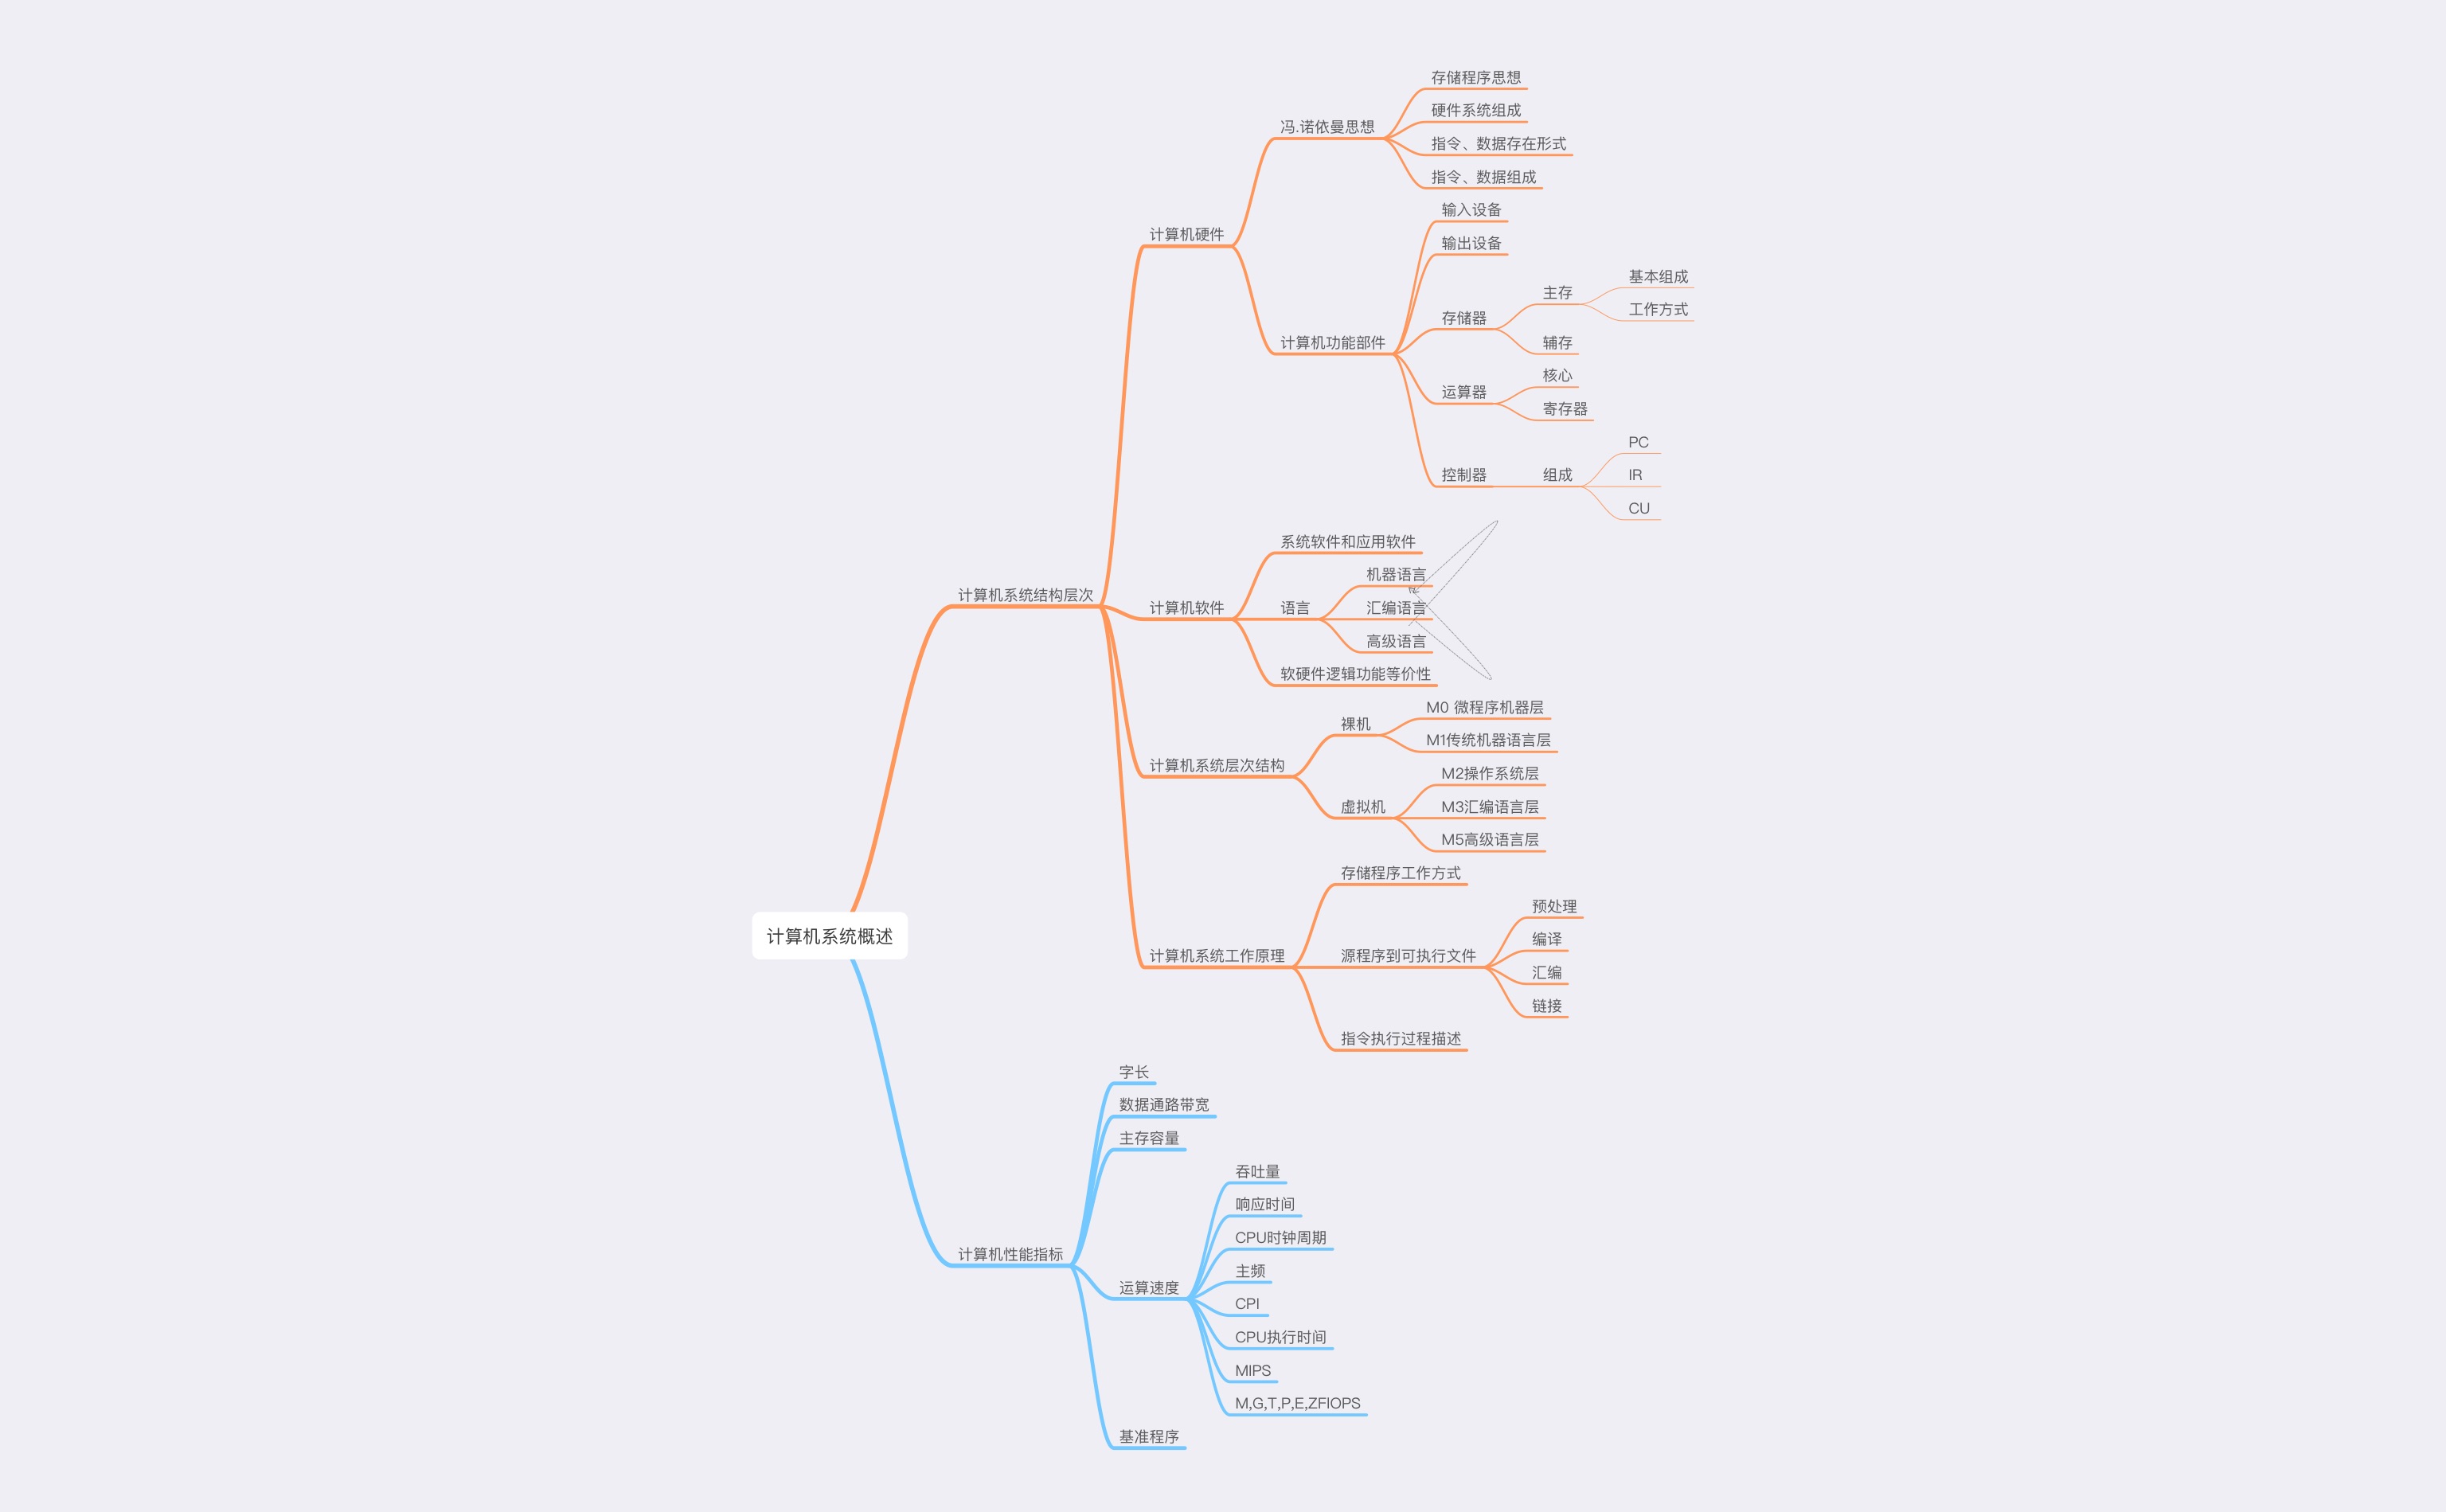 计算机系统概述
计算机系统结构层次
计算机硬件
冯.诺依曼思想
存储程序思想
硬件系统组成
指令、数据存在形式
指令、数据组成
计算机功能部件
输入设备
输出设备
存储器
主存
基本组成
工作方式
辅存
运算器
核心
寄存器
控制器
组成
PC
IR
CU
计算机软件
系统软件和应用软件
语言
机器语言
汇编语言
高级语言
软硬件逻辑功能等价性
计算机系统层次结构
裸机
M0 微程序机器层
M1传统机器语言层
虚拟机
M2操作系统层
M3汇编语言层
M5高级语言层
计算机系统工作原理
存储程序工作方式
源程序到可执行文件
预处理
编译
汇编
链接
指令执行过程描述
计算机性能指标
字长
数据通路带宽
主存容量
运算速度
吞吐量
响应时间
CPU时钟周期
主频
CPI
CPU执行时间
MIPS
M,G,T,P,E,ZFIOPS
基准程序